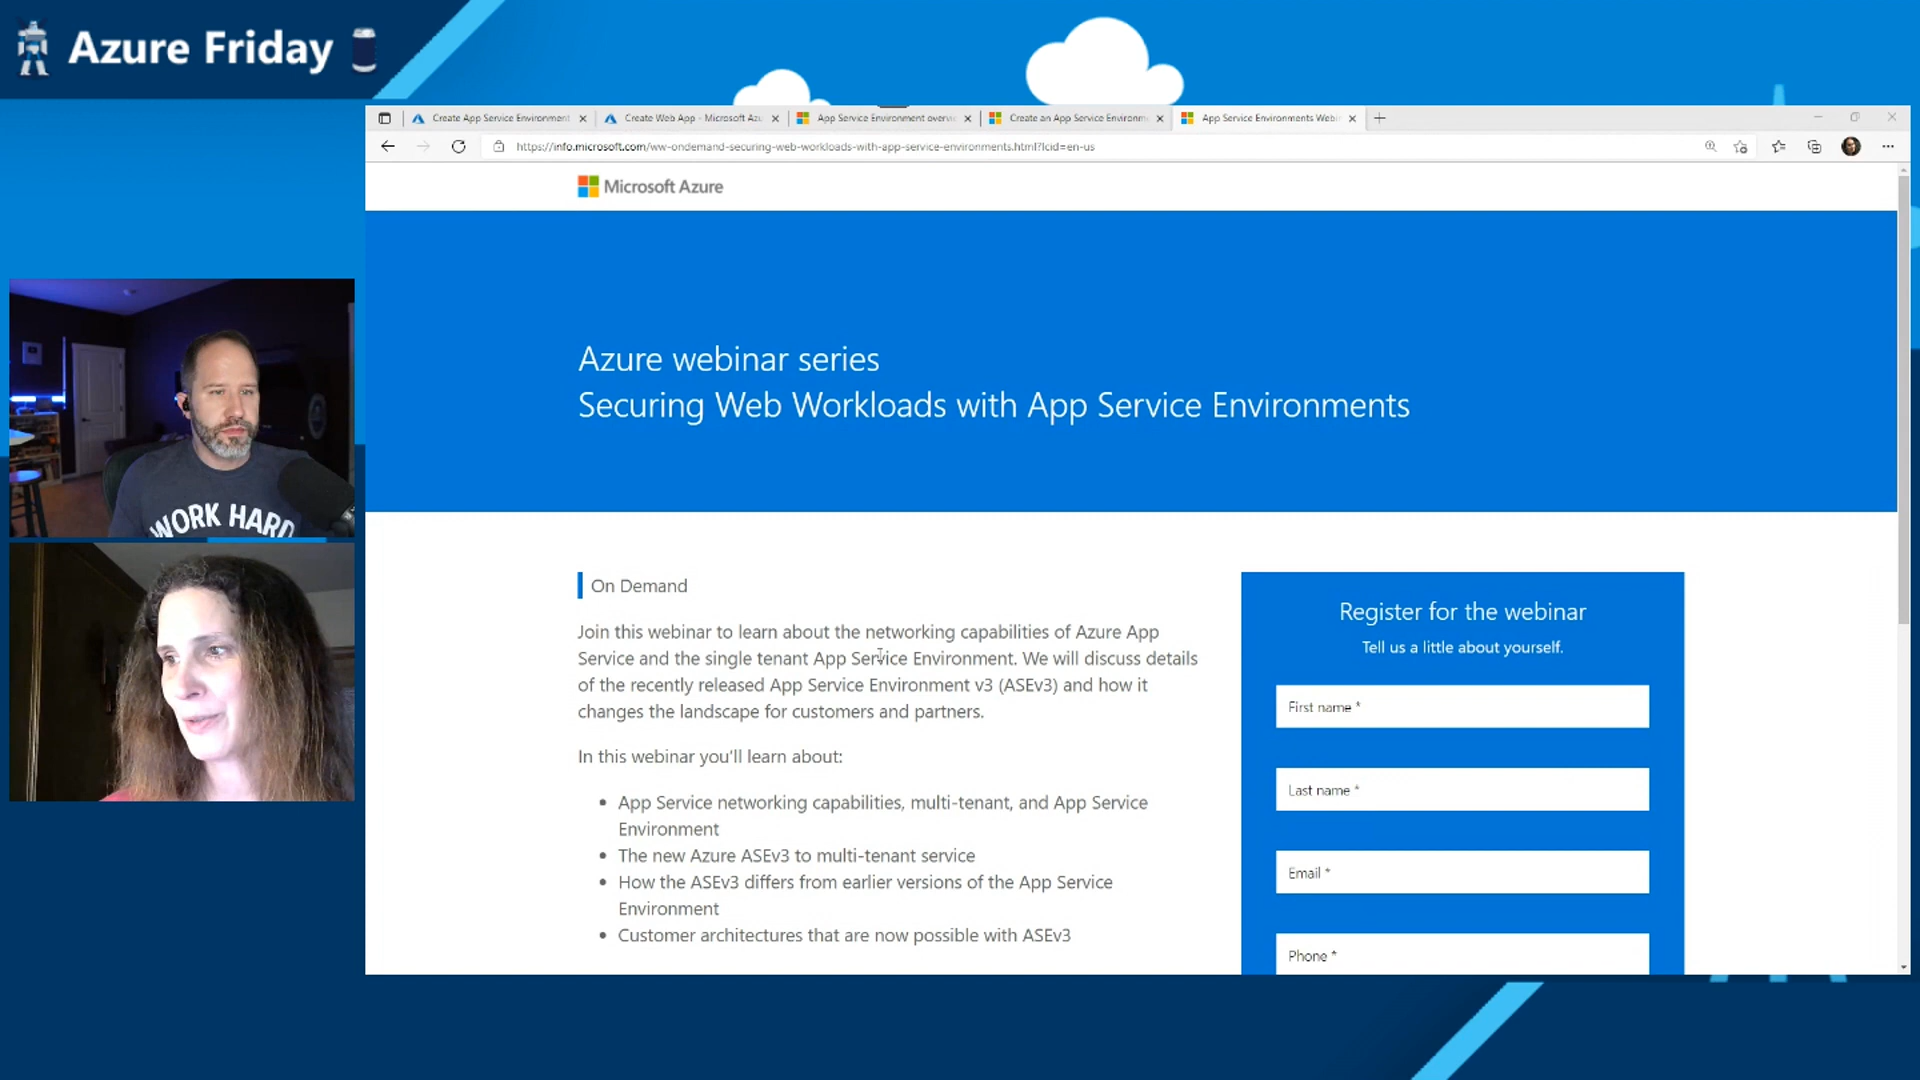 Azure Friday
Create App Service Environment
Create Web App - Microsoft Azu
App Service Environment overvi
Create an App Service Environm
App Service Environments Webin
https://info.microsoft.com/ww-ondemand-securing-web-workloads-with-app-service-environments.html?lcid=en-us
Microsoft Azure
Azure webinar series
Securing Web Workloads with App Service Environments
WORK HARD
On Demand
Join this webinar to learn about the networking capabilities of Azure App
Service and the single tenant App Service Environment. We will discuss details
of the recently released App Service Environment v3 (ASEv3) and how it
changes the landscape for customers and partners.
In this webinar you'll learn about:
• App Service networking capabilities, multi-tenant, and App Service
Environment
• The new Azure ASEv3 to multi-tenant service
• How the ASEv3 differs from earlier versions of the App Service
Environment
• Customer architectures that are now possible with ASEv3
Register for the webinar
Tell us a little about yourself.
First name *
Last name *
Email *
Phone *